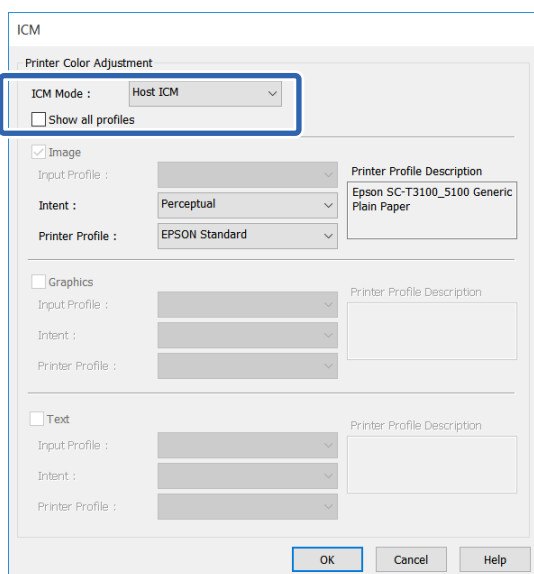 ICM
Printer Color Adjustment
ICM Mode : Host ICM
Show all profiles
Image
Input Profile :
Printer Profile Description
Intent : Perceptual
Epson SC-T3100_5100 Generic
Plain Paper
Printer Profile : EPSON Standard
Graphics
Input Profile :
Printer Profile Description
Intent :
Printer Profile :
Text
Input Profile :
Printer Profile Description
Intent :
Printer Profile :
OK Cancel Help